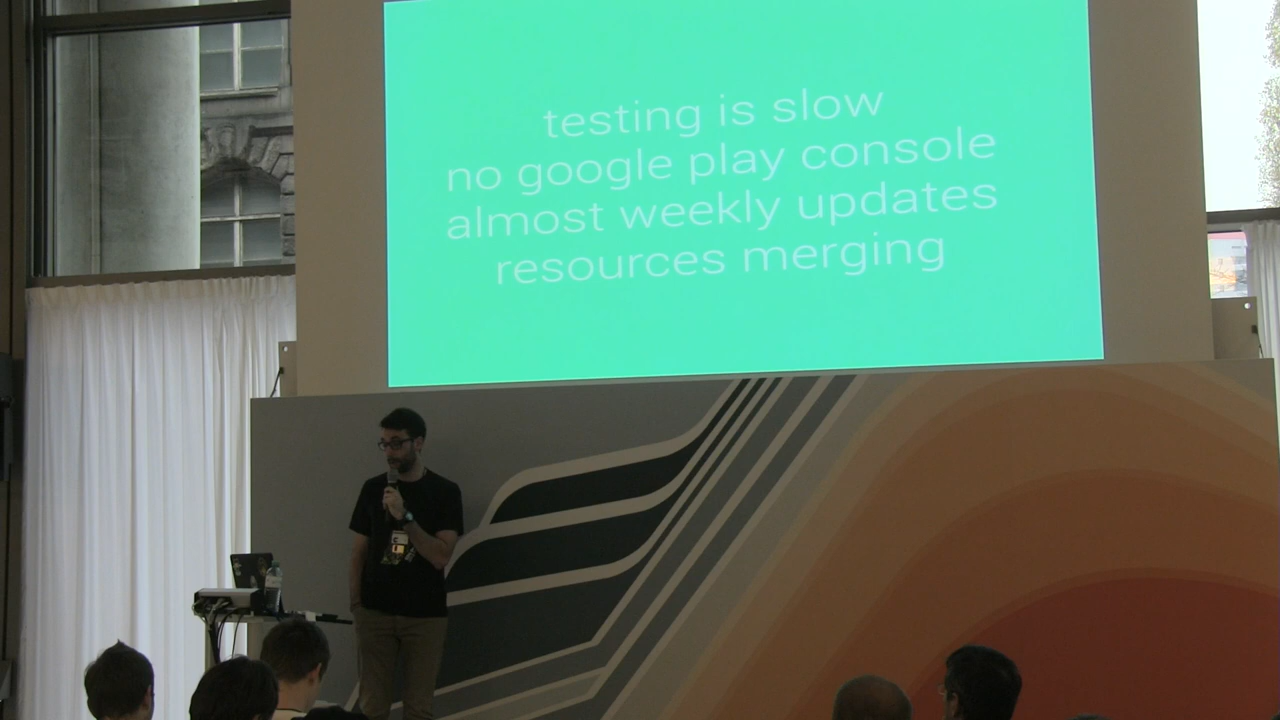 testing is slow
no google play console
almost weekly updates
resources merging